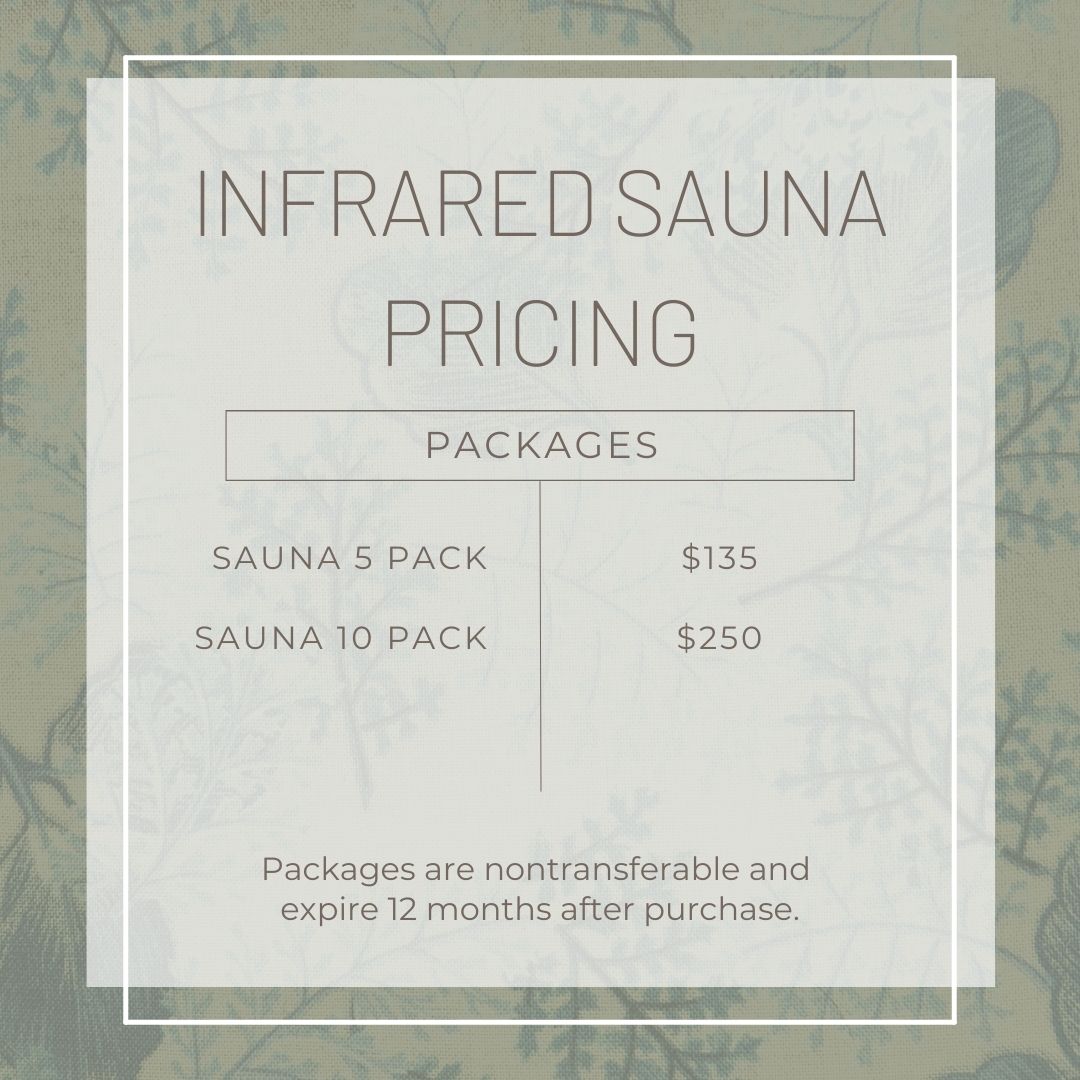 INFRARED SAUNA
PRICING
PACKAGES
SAUNA 5 PACK $135
SAUNA 10 PACK $250
Packages are nontransferable and
expire 12 months after purchase.